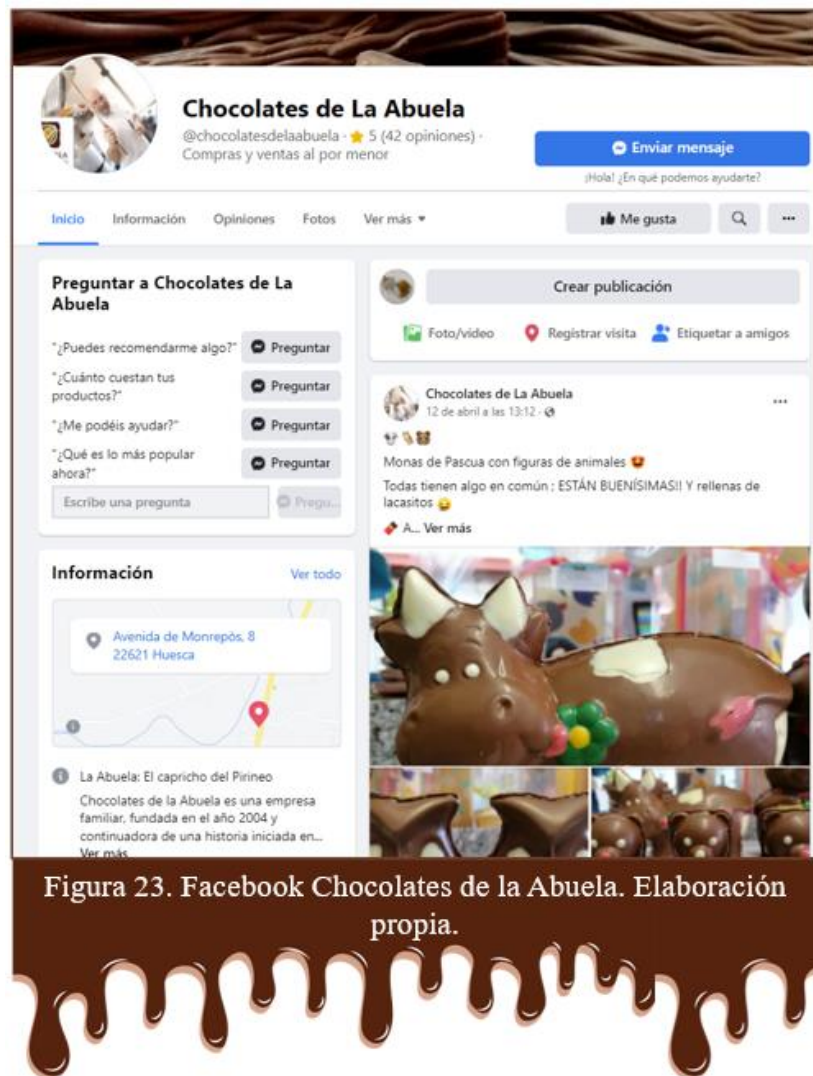 Chocolates de La Abuela
@chocolatesdelaabuela · 5 (42 opiniones) ·
Compras y ventas al por menor
Enviar mensaje
¡Hola! ¿En qué podemos ayudarte?
Inicio Información Opiniones Fotos Ver más
Me gusta
Preguntar a Chocolates de La
Abuela
"¿Puedes recomendarme algo?" Preguntar
"¿Cuánto cuestan tus
productos?" Preguntar
"¿Me podéis ayudar?" Preguntar
"¿Qué es lo más popular
ahora?" Preguntar
Escribe una pregunta Pregu...
Información Ver todo
Avenida de Monrepós, 8
22621 Huesca
La Abuela: El capricho del Pirineo
Chocolates de la Abuela es una empresa
familiar, fundada en el año 2004 y
continuadora de una historia iniciada en...
Ver más
Crear publicación
Foto/video Registrar visita Etiquetar a amigos
Chocolates de La Abuela
12 de abril a las 13:12 ·
Monas de Pascua con figuras de animales
Todas tienen algo en común : ESTÁN BUENÍSIMAS!! Y rellenas de
lacasitos
A... Ver más
Figura 23. Facebook Chocolates de la Abuela. Elaboración
propia.